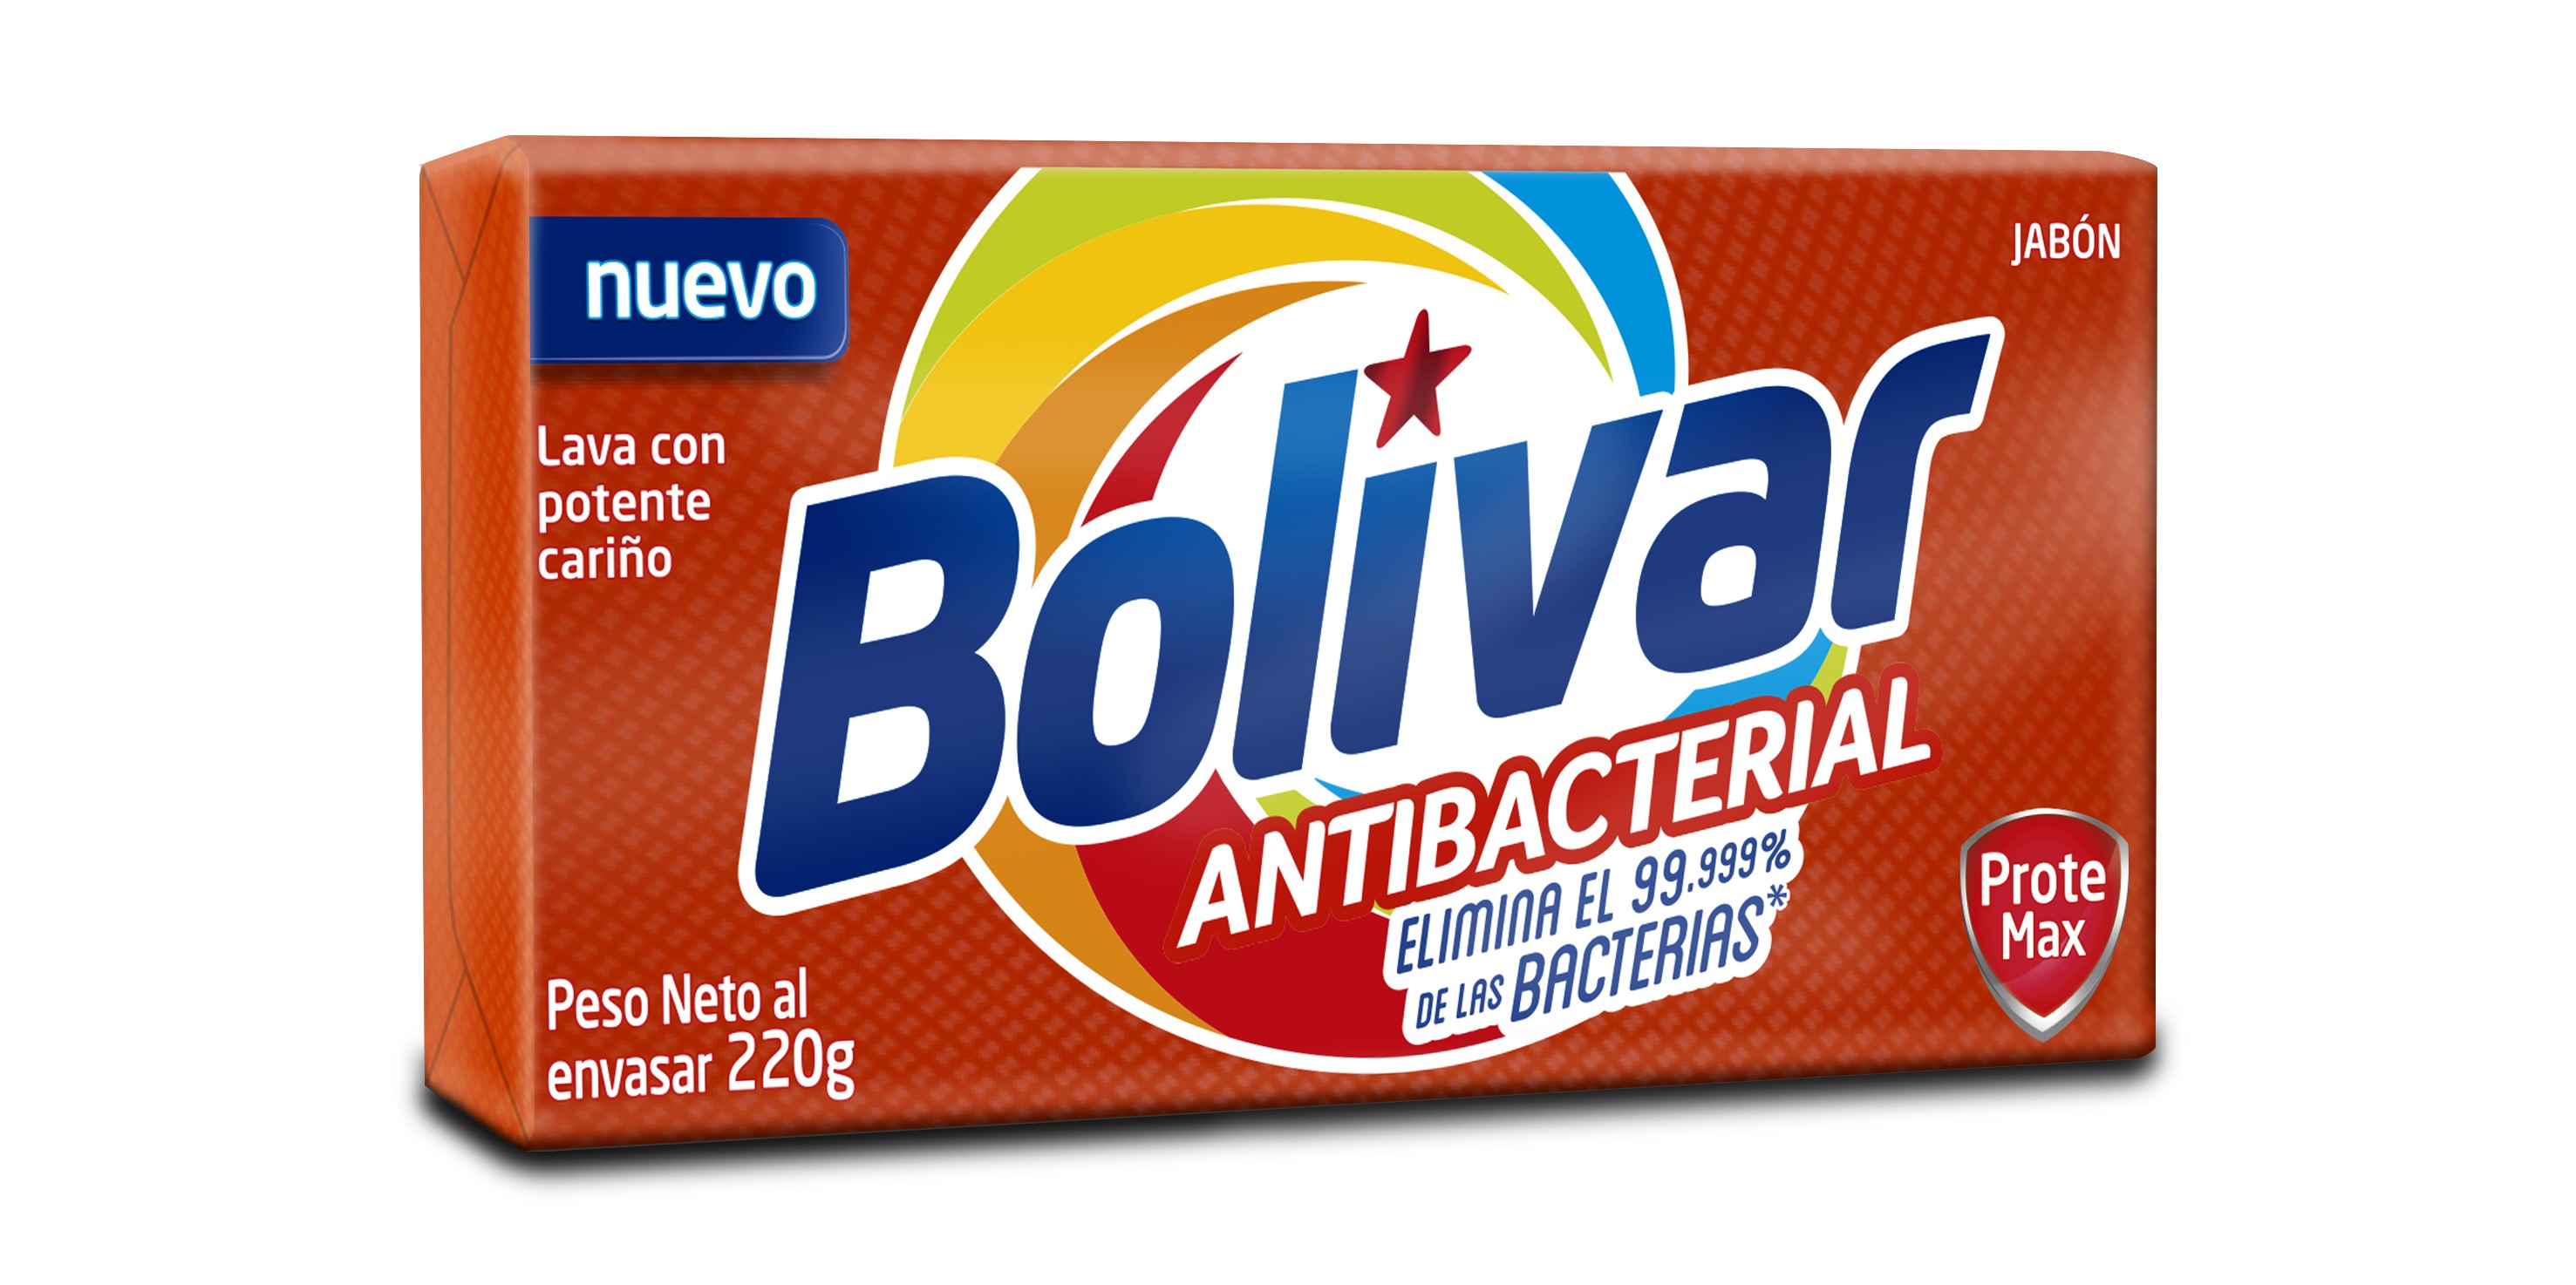 nuevo
JABÓN
Lava con
potente
cariño
Bolivar
ANTIBACTERIAL
ELIMINA EL 99.999%
DE LAS BACTERIAS*
Prote
Max
Peso Neto al
envasar 220g